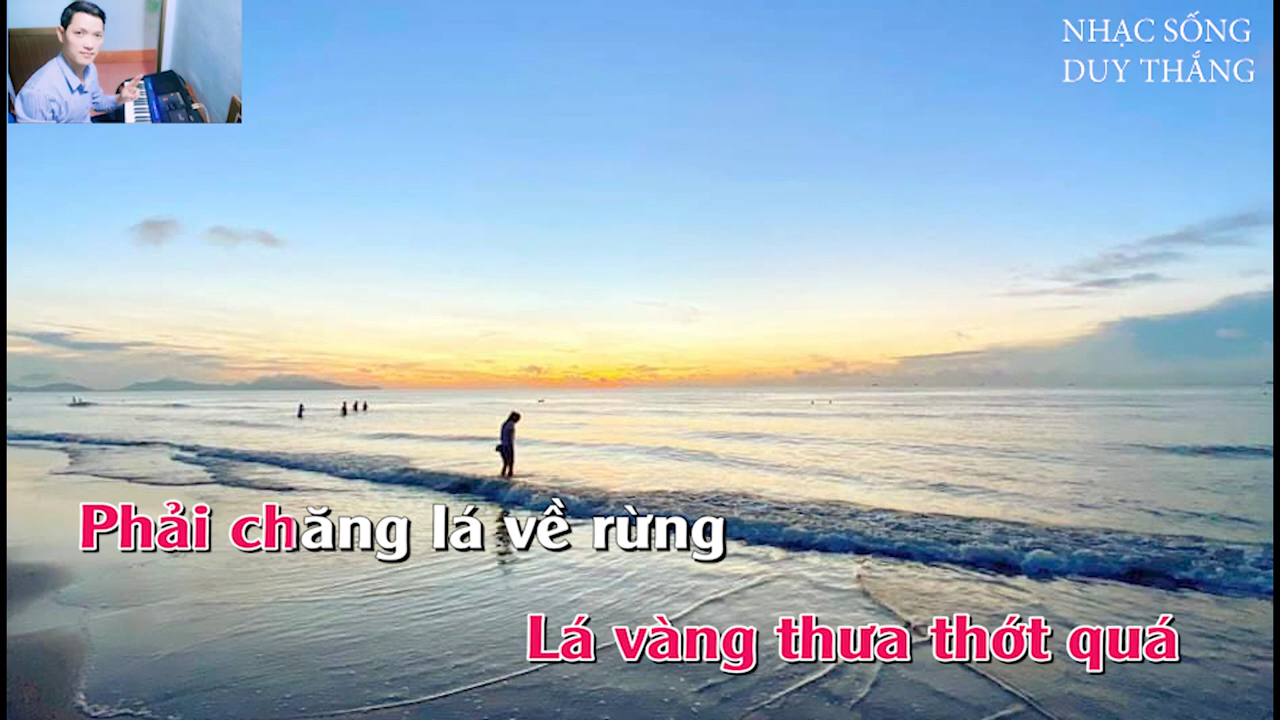 NHẠC SỐNG
DUY THẮNG
Phải chăng lá về rừng
Lá vàng thưa thớt quá